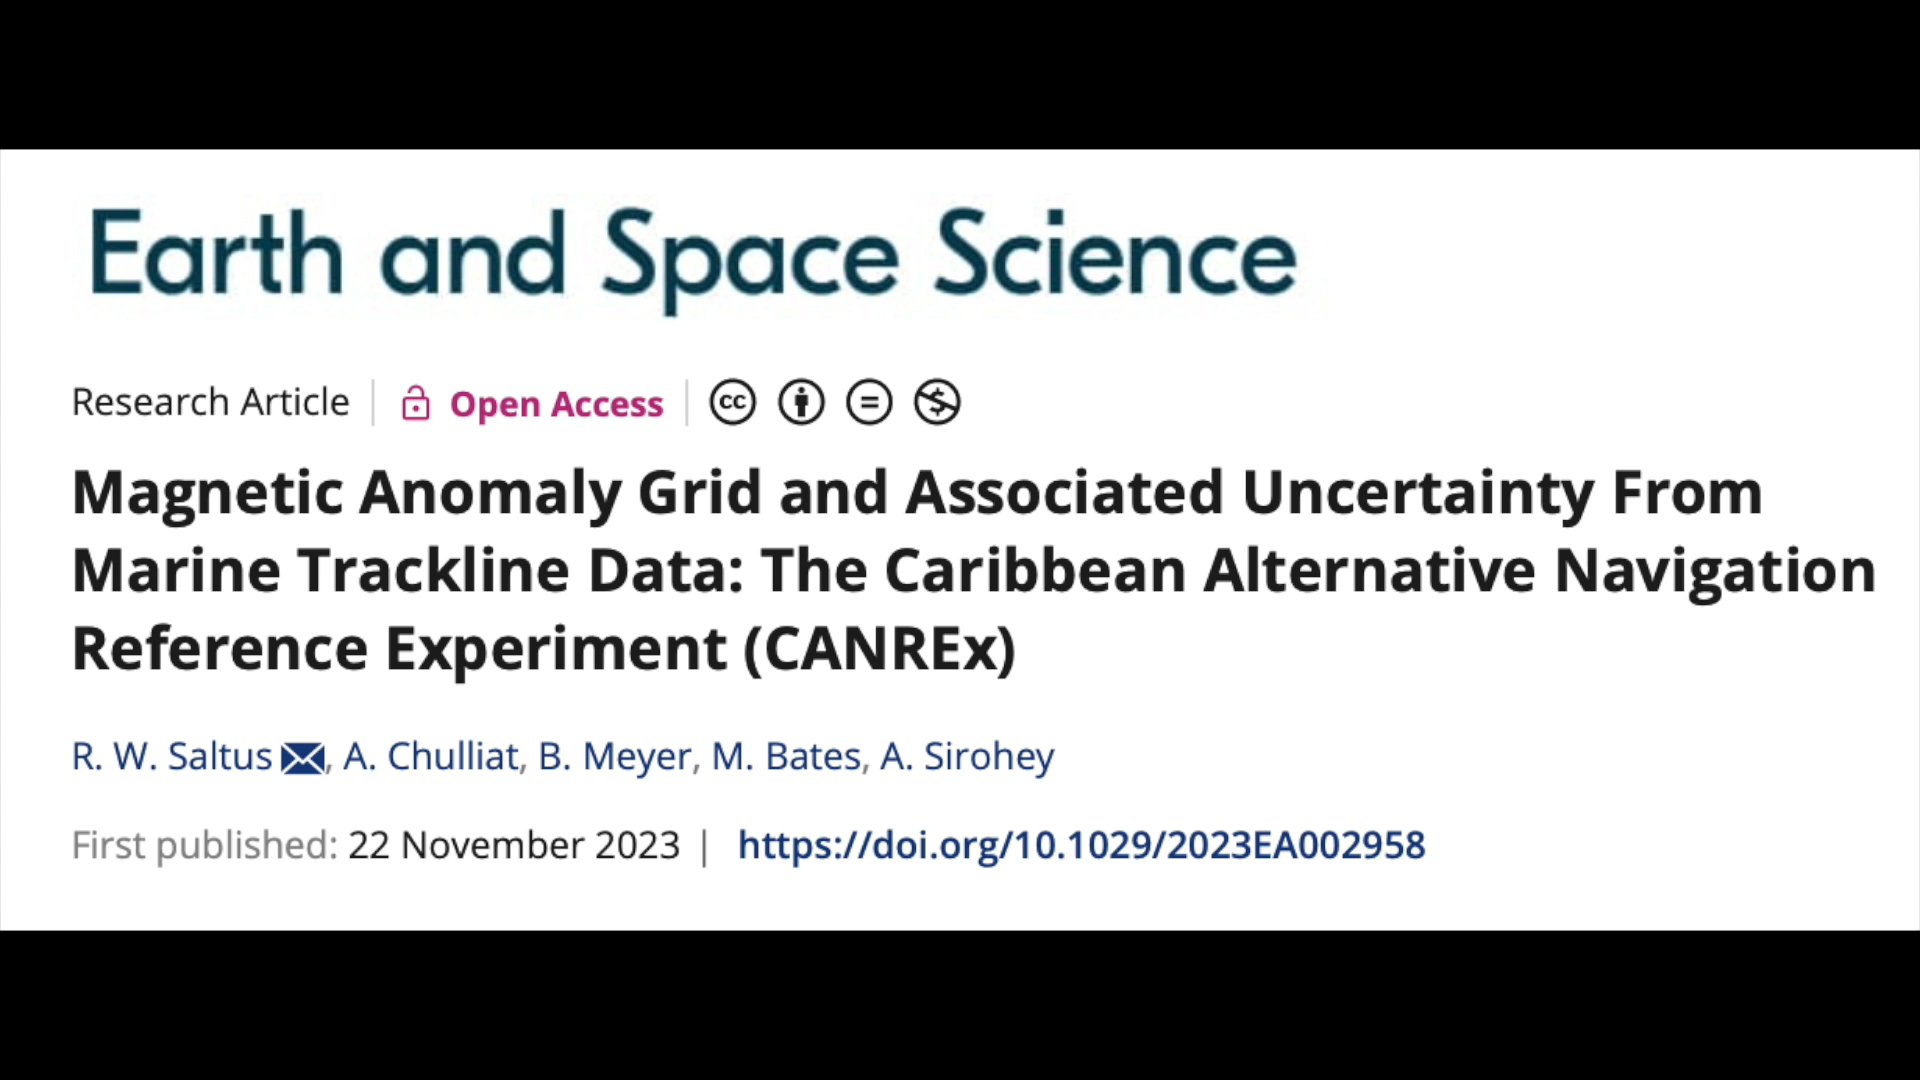 Earth and Space Science
Research Article | Open Access | cc = $
Magnetic Anomaly Grid and Associated Uncertainty From
Marine Trackline Data: The Caribbean Alternative Navigation
Reference Experiment (CANREx)
R. W. Saltus, A. Chulliat, B. Meyer, M. Bates, A. Sirohey
First published: 22 November 2023 | https://doi.org/10.1029/2023EA002958